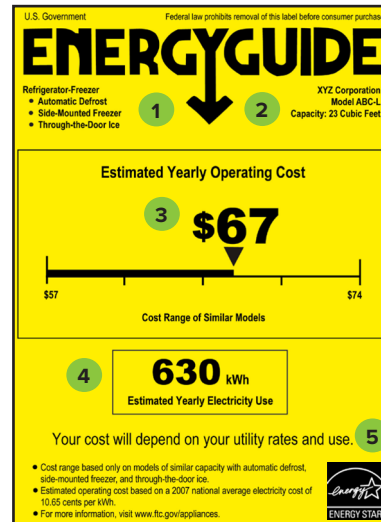 U.S. Government Federal law prohibits removal of this label before consumer purchas
ENERGYGUIDE
Refrigerator-Freezer
• Automatic Defrost
• Side-Mounted Freezer
• Through-the-Door Ice
1
2
XYZ Corporation
Model ABC-L
Capacity: 23 Cubic Feet
Estimated Yearly Operating Cost
3
$67
$57 $74
Cost Range of Similar Models
4
630 kWh
Estimated Yearly Electricity Use
Your cost will depend on your utility rates and use.
5
• Cost range based only on models of similar capacity with automatic defrost,
side-mounted freezer, and through-the-door ice.
• Estimated operating cost based on a 2007 national average electricity cost of
10.65 cents per kWh.
• For more information, visit www.ftc.gov/appliances.
energy
ENERGY STAR